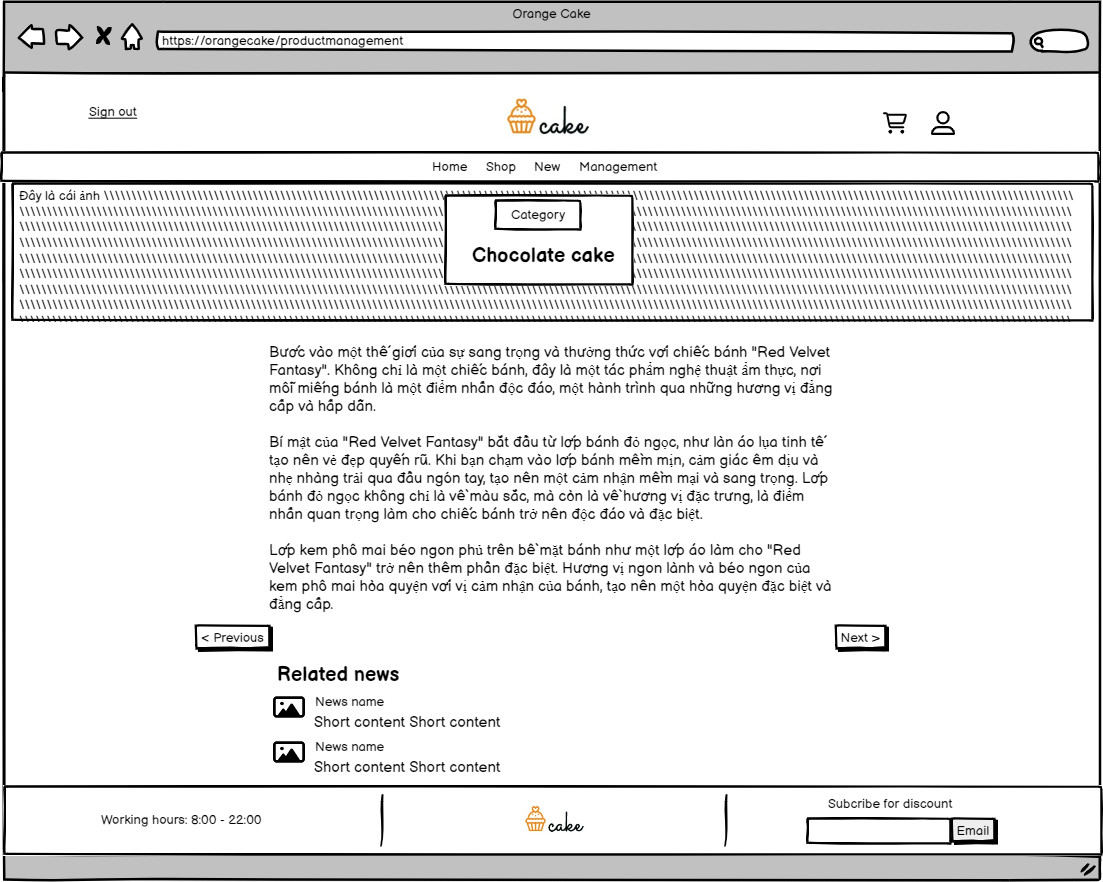 Orange Cake
https://orangecake/productmanagement
Sign out
cake
Home Shop New Management
Đây là cái ảnh \\\\\\\\\\\\\\\\\\\\\\\\\\\\\\\\\\\\\\\\
Category
Chocolate cake
Bước vào một thế giới của sự sang trọng và thưởng thức với chiếc bánh "Red Velvet
Fantasy". Không chỉ là một chiếc bánh, đây là một tác phẩm nghệ thuật ẩm thực, nơi
mỗi miếng bánh là một điểm nhấn độc đáo, một hành trình qua những hương vị đẳng
cấp và hấp dẫn.
Bí mật của "Red Velvet Fantasy" bắt đầu từ lớp bánh đỏ ngọc, như làn áo lụa tinh tế
tạo nên vẻ đẹp quyến rũ. Khi bạn chạm vào lớp bánh mềm mịn, cảm giác êm dịu và
nhẹ nhàng trải qua đầu ngón tay, tạo nên một cảm nhận mềm mại và sang trọng. Lớp
bánh đỏ ngọc không chỉ là về màu sắc, mà còn là về hương vị đặc trưng, là điểm
nhấn quan trọng làm cho chiếc bánh trở nên độc đáo và đặc biệt.
Lớp kem phô mai béo ngon phủ trên bề mặt bánh như một lớp áo làm cho "Red
Velvet Fantasy" trở nên thêm phần đặc biệt. Hương vị ngon lành và béo ngon của
kem phô mai hòa quyện với vị cảm nhận của bánh, tạo nên một hòa quyện đặc biệt và
đẳng cấp.
< Previous
Next >
Related news
News name
Short content Short content
News name
Short content Short content
Working hours: 8:00 - 22:00
cake
Subcribe for discount
Email